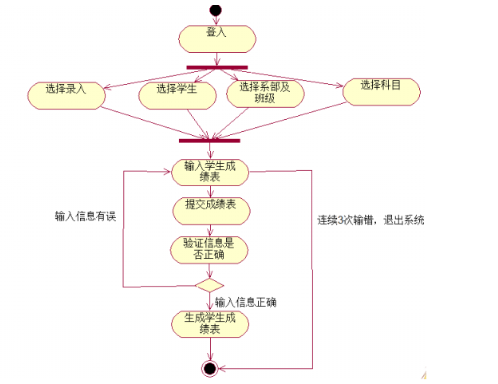 登入
选择录入
选择学生
选择系部及
班级
选择科目
输入学生成
绩表
提交成绩表
输入信息有误
连续3次输错，退出系统
验证信息是
否正确
输入信息正确
生成学生成
绩表